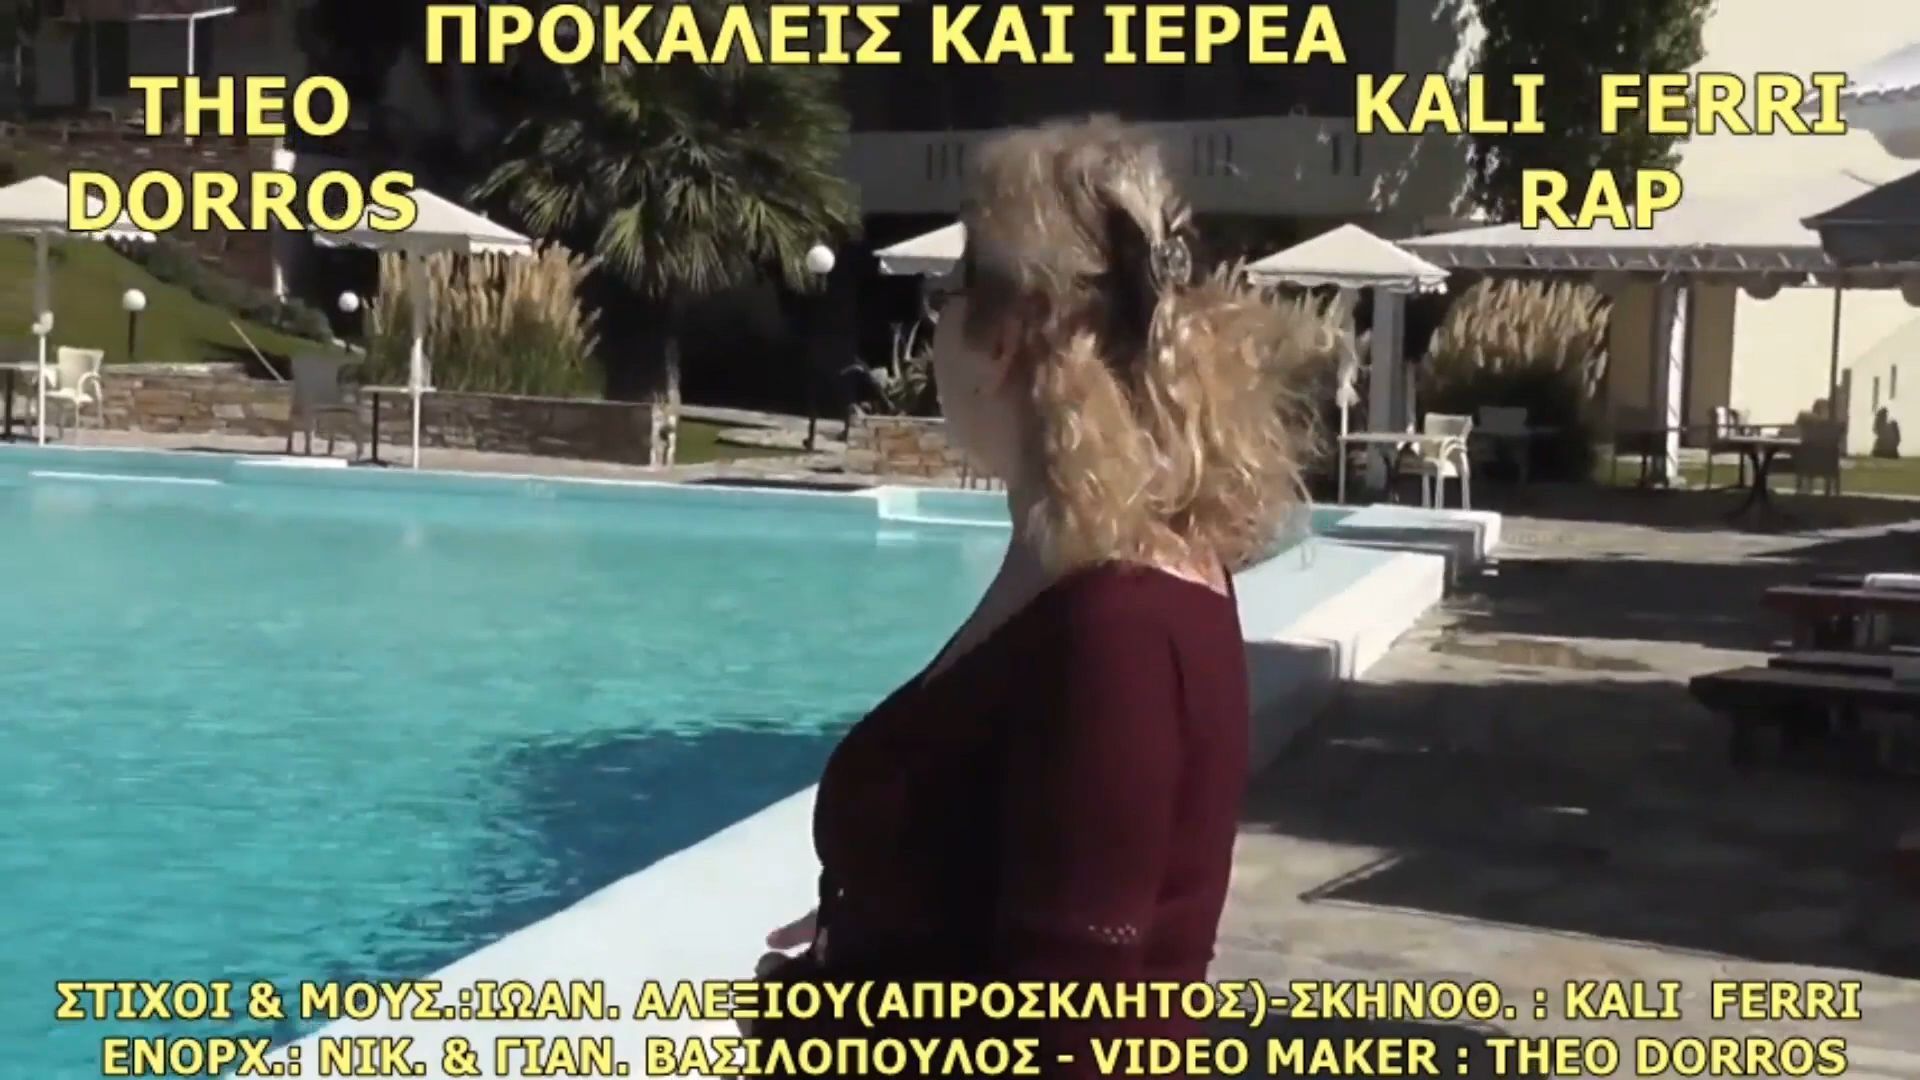 ΠΡΟΚΑΛΕΙΣ ΚΑΙ ΙΕΡΕΑ
THEO
DORROS
KALI FERRI
RAP
ΣΤΙΧΟΙ & ΜΟΥΣ.:ΙΩΑΝ. ΑΛΕΞΙΟΥ(ΑΠΡΟΣΚΛΗΤΟΣ)-ΣΚΗΝΟΘ. : KALI FERRI
ΕΝΟΡΧ.: ΝΙΚ. & ΓΙΑΝ. ΒΑΣΙΛΟΠΟΥΛΟΣ - VIDEO MAKER : THEO DORROS